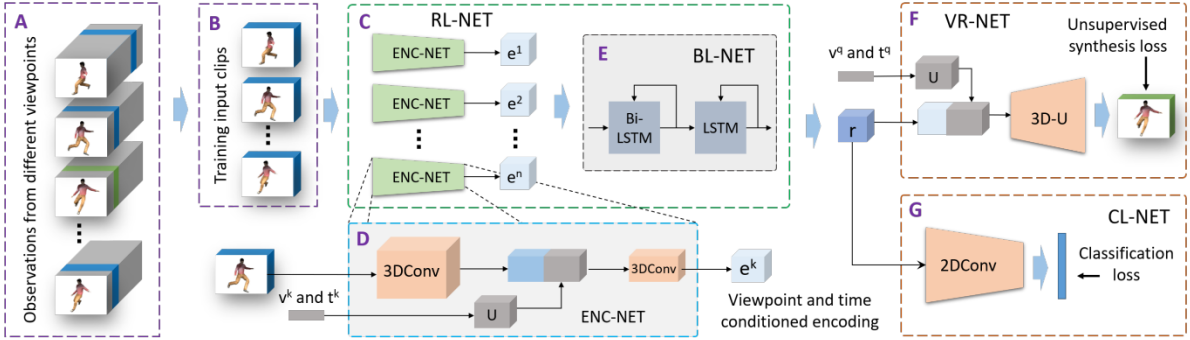 A
Observations from different viewpoints
B
Training input clips
C
RL-NET
ENC-NET
e¹
ENC-NET
e²
ENC-NET
eⁿ
E
BL-NET
Bi-
LSTM
LSTM
D
3DConv
3DConv
eᵏ
vᵏ and tᵏ
U
ENC-NET
Viewpoint and time
conditioned encoding
r
F
VR-NET
v𐞥 and t𐞥
U
3D-U
Unsupervised
synthesis loss
G
CL-NET
2DConv
Classification
loss